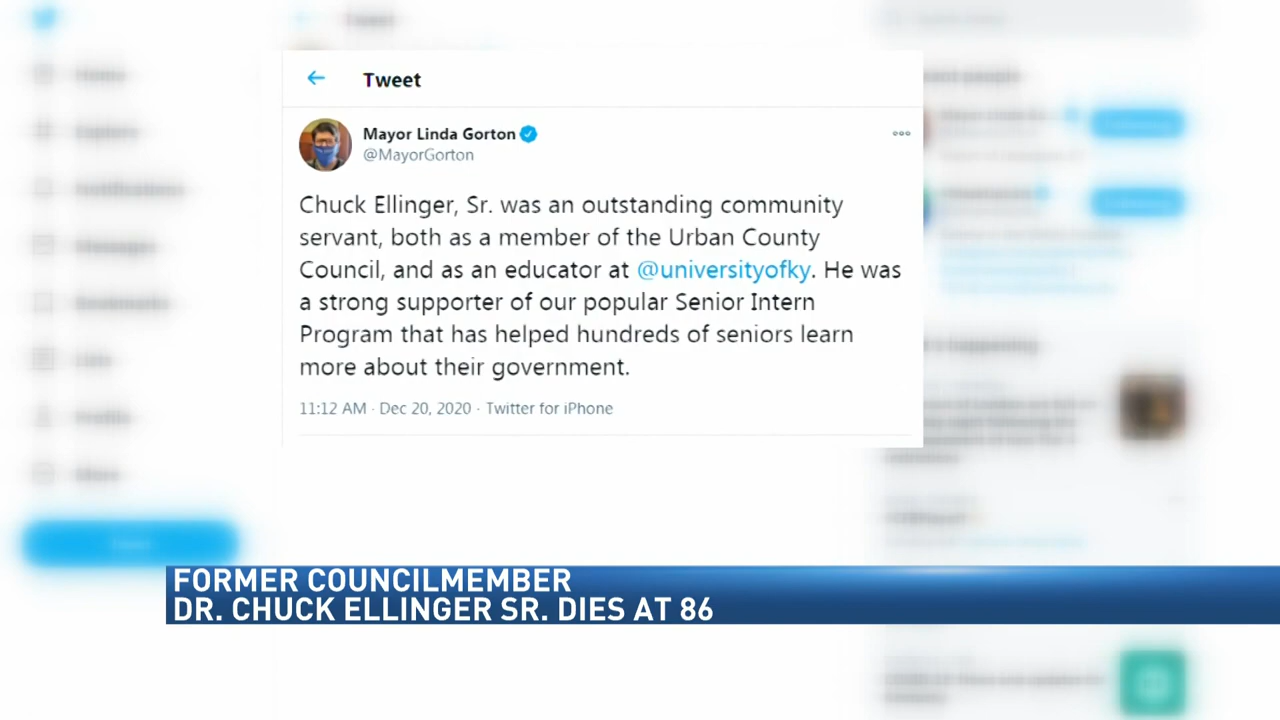 Tweet
Mayor Linda Gorton
@MayorGorton
Chuck Ellinger, Sr. was an outstanding community
servant, both as a member of the Urban County
Council, and as an educator at @universityofky. He was
a strong supporter of our popular Senior Intern
Program that has helped hundreds of seniors learn
more about their government.
11:12 AM · Dec 20, 2020 · Twitter for iPhone
FORMER COUNCILMEMBER
DR. CHUCK ELLINGER SR. DIES AT 86